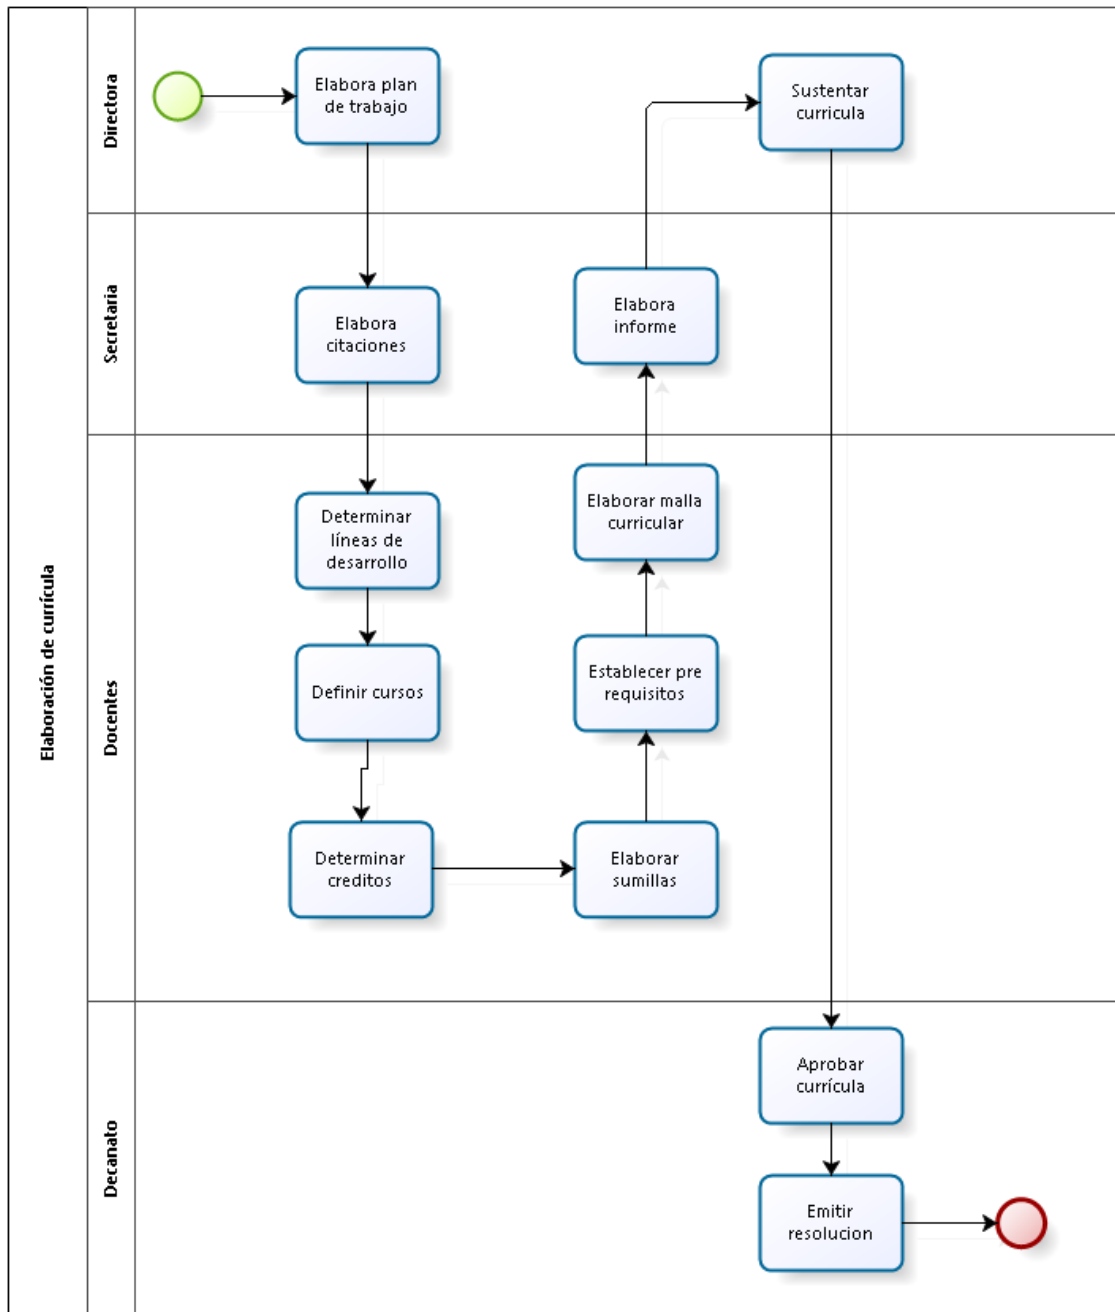 Elaboración de currícula
Directora
Elabora plan
de trabajo
Sustentar
curricula
Secretaria
Elabora
citaciones
Elabora
informe
Docentes
Determinar
líneas de
desarrollo
Definir cursos
Determinar
creditos
Elaborar
sumillas
Establecer pre
requisitos
Elaborar malla
curricular
Decanato
Aprobar
currícula
Emitir
resolucion